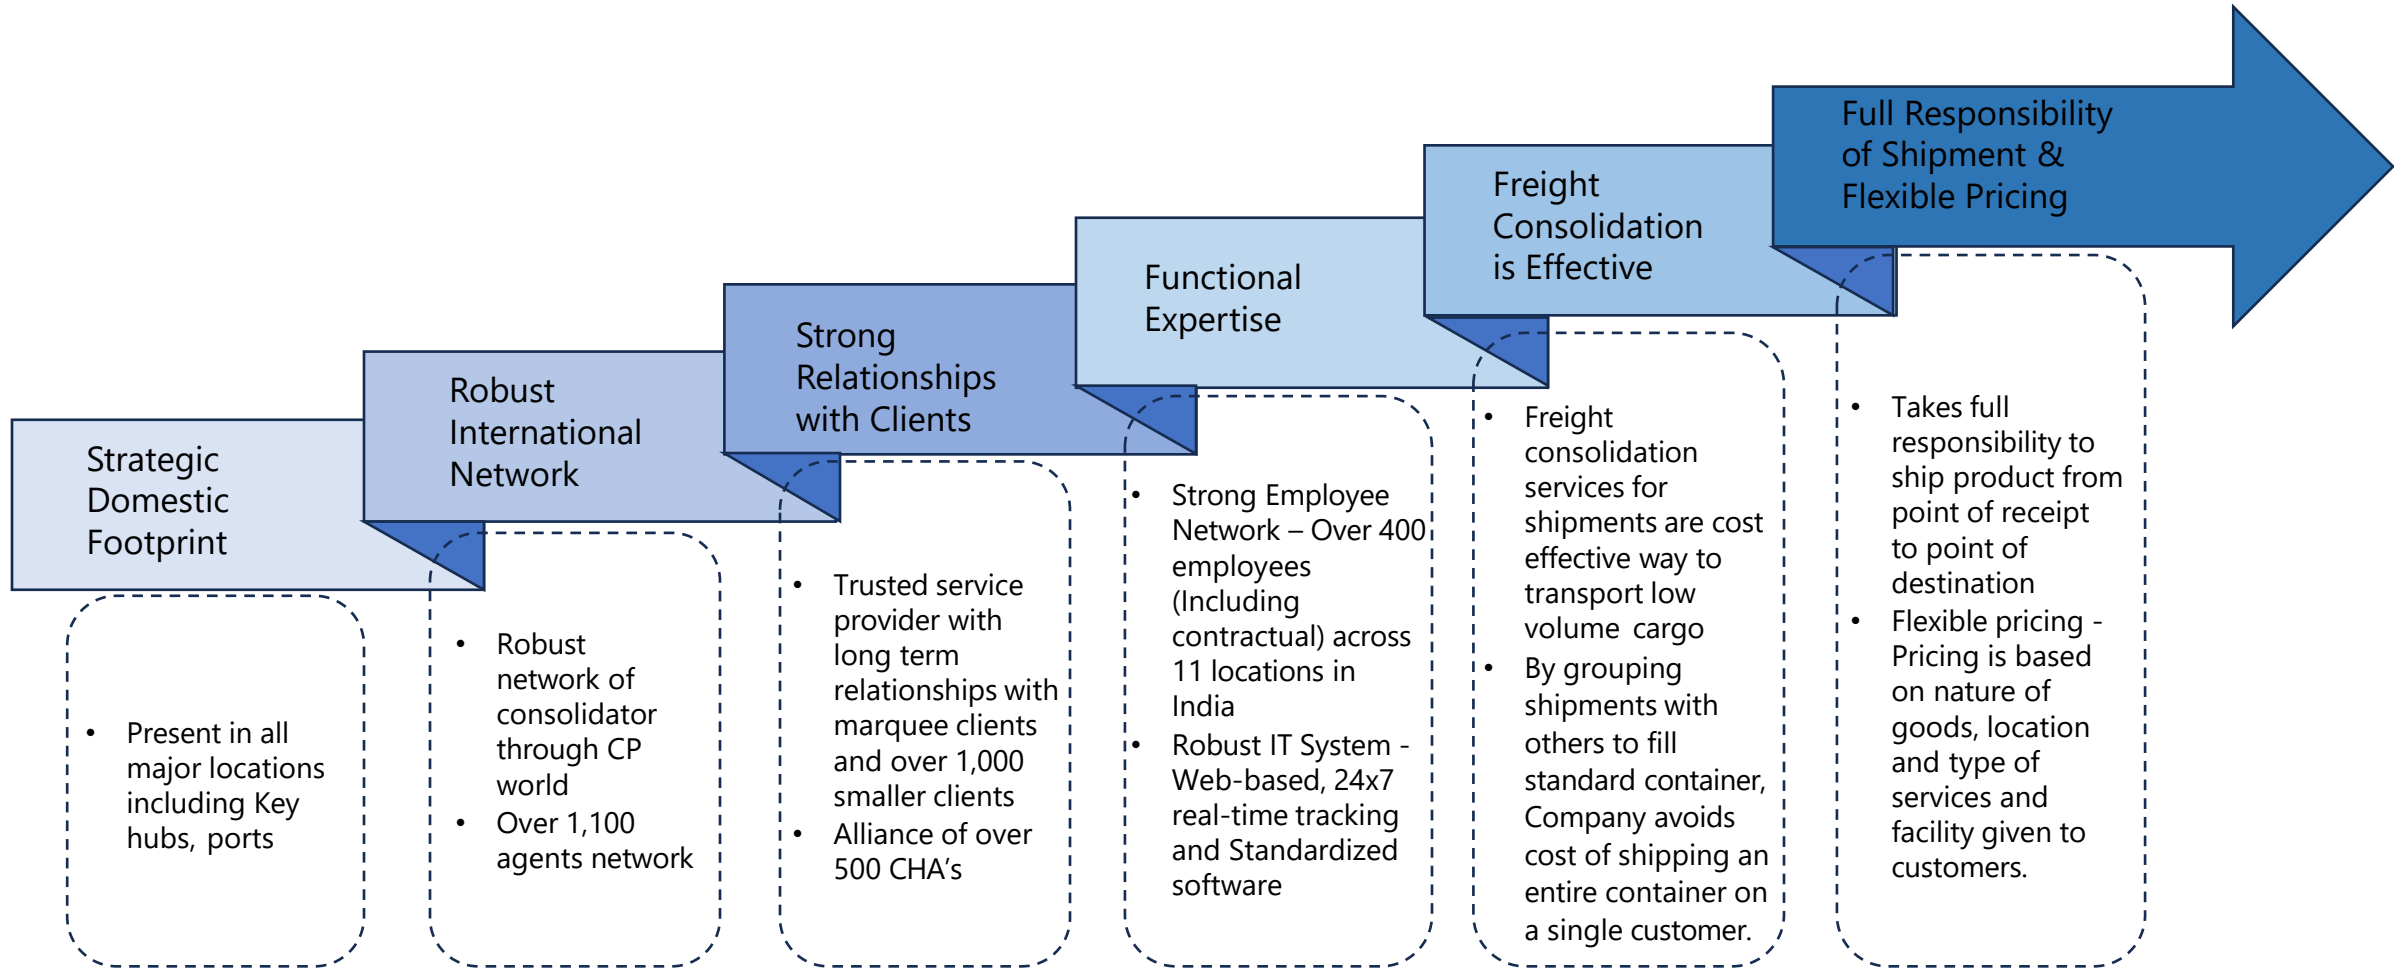 Strategic
Domestic
Footprint
• Present in all
major locations
including Key
hubs, ports
Robust
International
Network
• Robust
network of
consolidator
through CP
world
• Over 1,100
agents network
Strong
Relationships
with Clients
• Trusted service
provider with
long term
relationships with
marquee clients
and over 1,000
smaller clients
• Alliance of over
500 CHA’s
Functional
Expertise
• Strong Employee
Network – Over 400
employees
(Including
contractual) across
11 locations in
India
• Robust IT System -
Web-based, 24x7
real-time tracking
and Standardized
software
Freight
Consolidation
is Effective
• Freight
consolidation
services for
shipments are cost
effective way to
transport low
volume cargo
• By grouping
shipments with
others to fill
standard container,
Company avoids
cost of shipping an
entire container on
a single customer.
Full Responsibility
of Shipment &
Flexible Pricing
• Takes full
responsibility to
ship product from
point of receipt
to point of
destination
• Flexible pricing -
Pricing is based
on nature of
goods, location
and type of
services and
facility given to
customers.